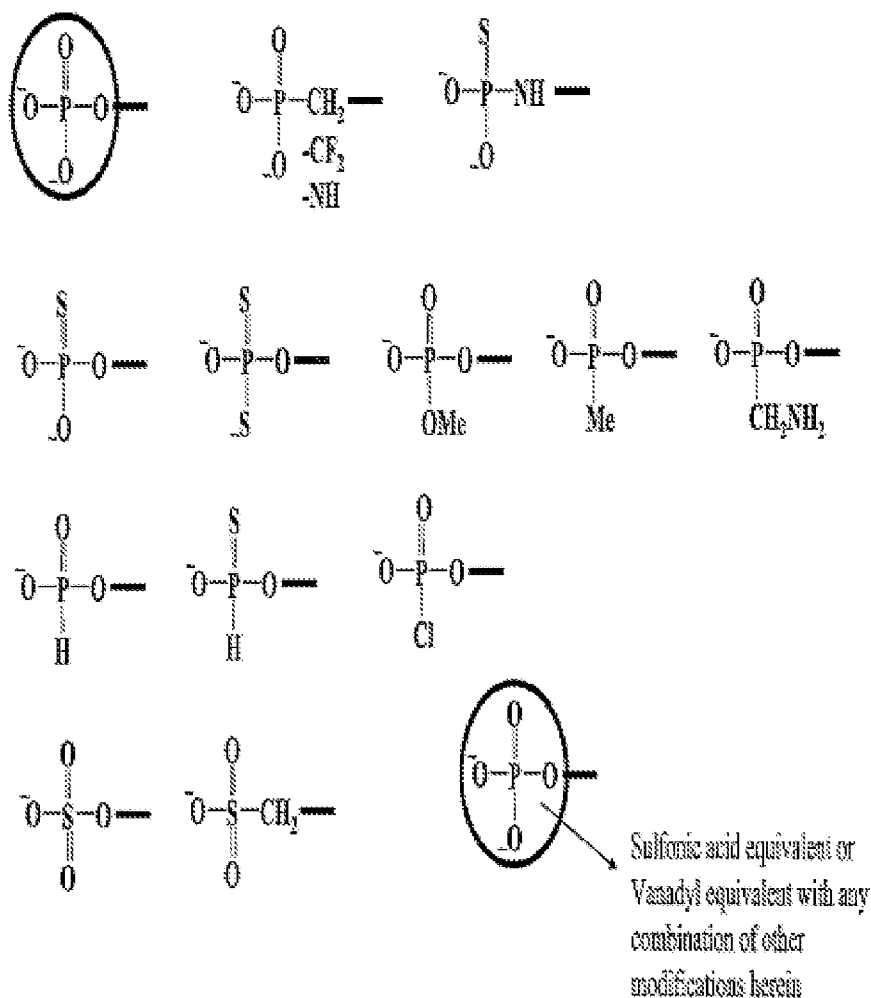 O O S
⁻O–P–O ⁻O–P–CH₂ ⁻O–P–NH
⁻O ⁻O -CF₂ ⁻O
-NH
S S O O O
⁻O–P–O ⁻O–P–O ⁻O–P–O ⁻O–P–O ⁻O–P–O
⁻O ⁻S OMe Me CH₂NH₂
O S O
⁻O–P–O ⁻O–P–O ⁻O–P–O
H H Cl
O O O
⁻O–S–O ⁻O–S–CH₂ ⁻O–P–O
O O ⁻O
Sulfonic acid equivalent or
Vanadyl equivalent with any
combination of other
modifications herein